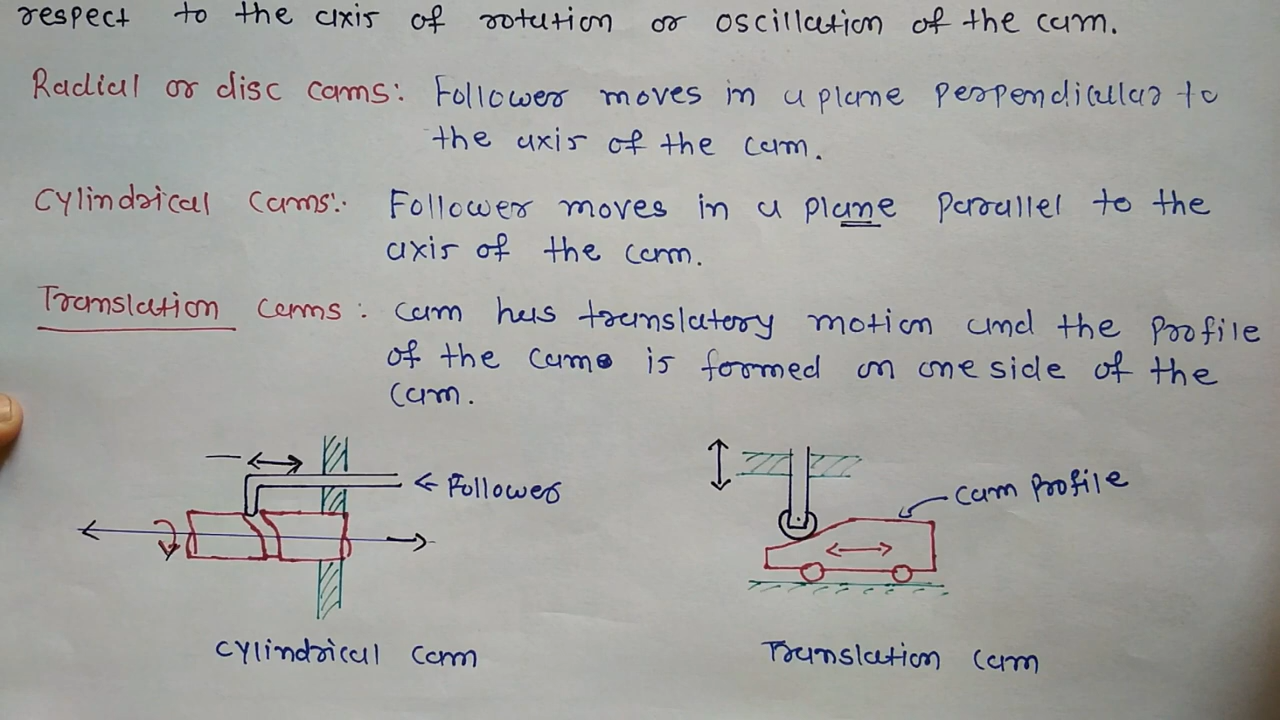 respect to the axis of rotation or oscillation of the cam.
Radial or disc cams: Follower moves in a plane perpendicular to
the axis of the cam.
Cylindrical Cams: Follower moves in a plane Parallel to the
axis of the cam.
Translation cams: cam has translatory motion and the Profile
of the cam is formed on one side of the
Cam.
← Follower
Cam Profile
Cylindrical Cam
Translation Cam